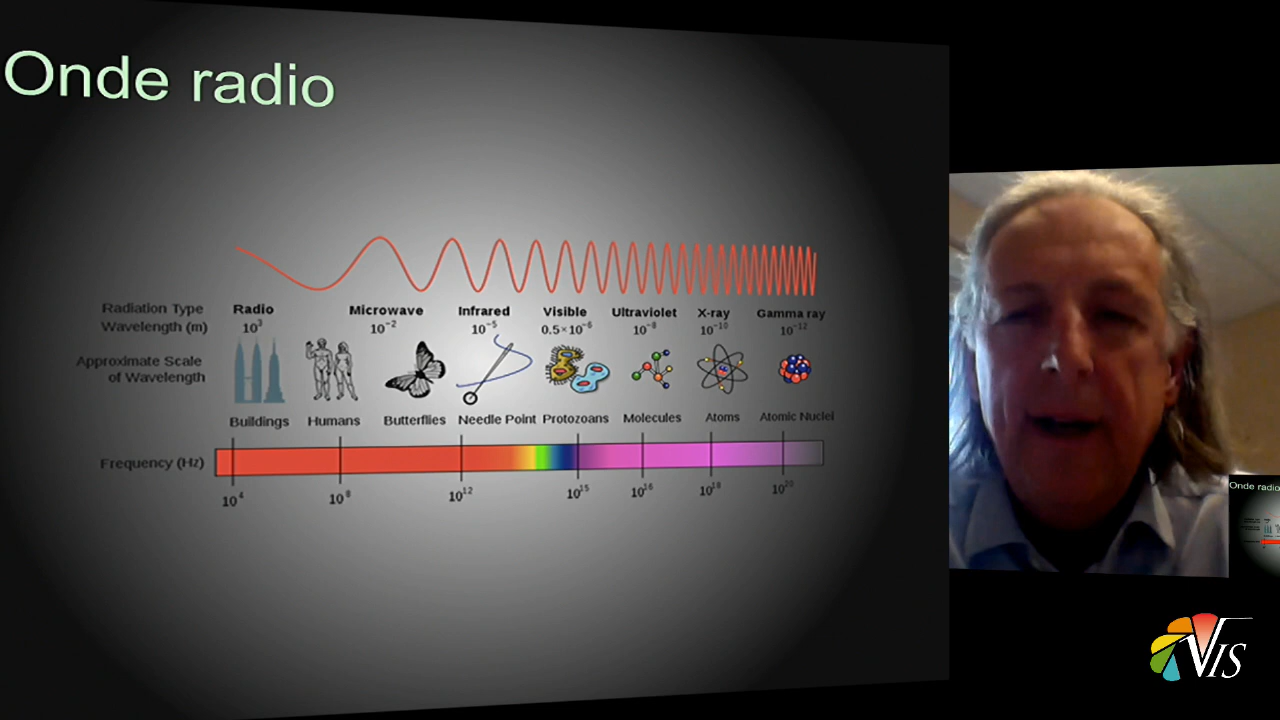 Onde radio
Radiation Type Radio Microwave Infrared Visible Ultraviolet X-ray Gamma ray
Wavelength (m) 10³ 10⁻² 10⁻⁵ 0.5×10⁻⁶ 10⁻⁸ 10⁻¹⁰ 10⁻¹²
Approximate Scale
of Wavelength
Buildings Humans Butterflies Needle Point Protozoans Molecules Atoms Atomic Nuclei
Frequency (Hz)
10⁴ 10⁸ 10¹² 10¹⁵ 10¹⁶ 10¹⁸ 10²⁰
Onde radio
VIS